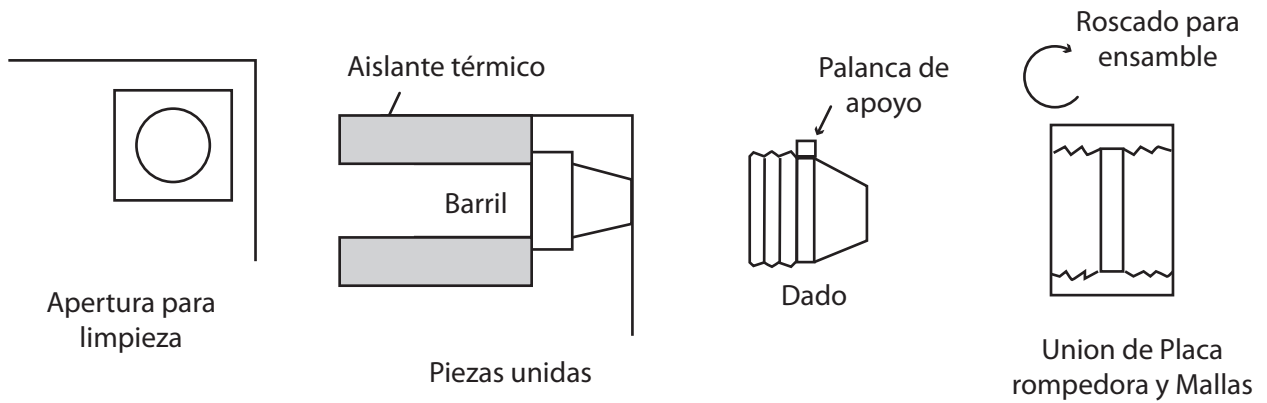 Apertura para
limpieza
Aislante térmico
Barril
Piezas unidas
Palanca de
apoyo
Dado
Roscado para
ensamble
Union de Placa
rompedora y Mallas